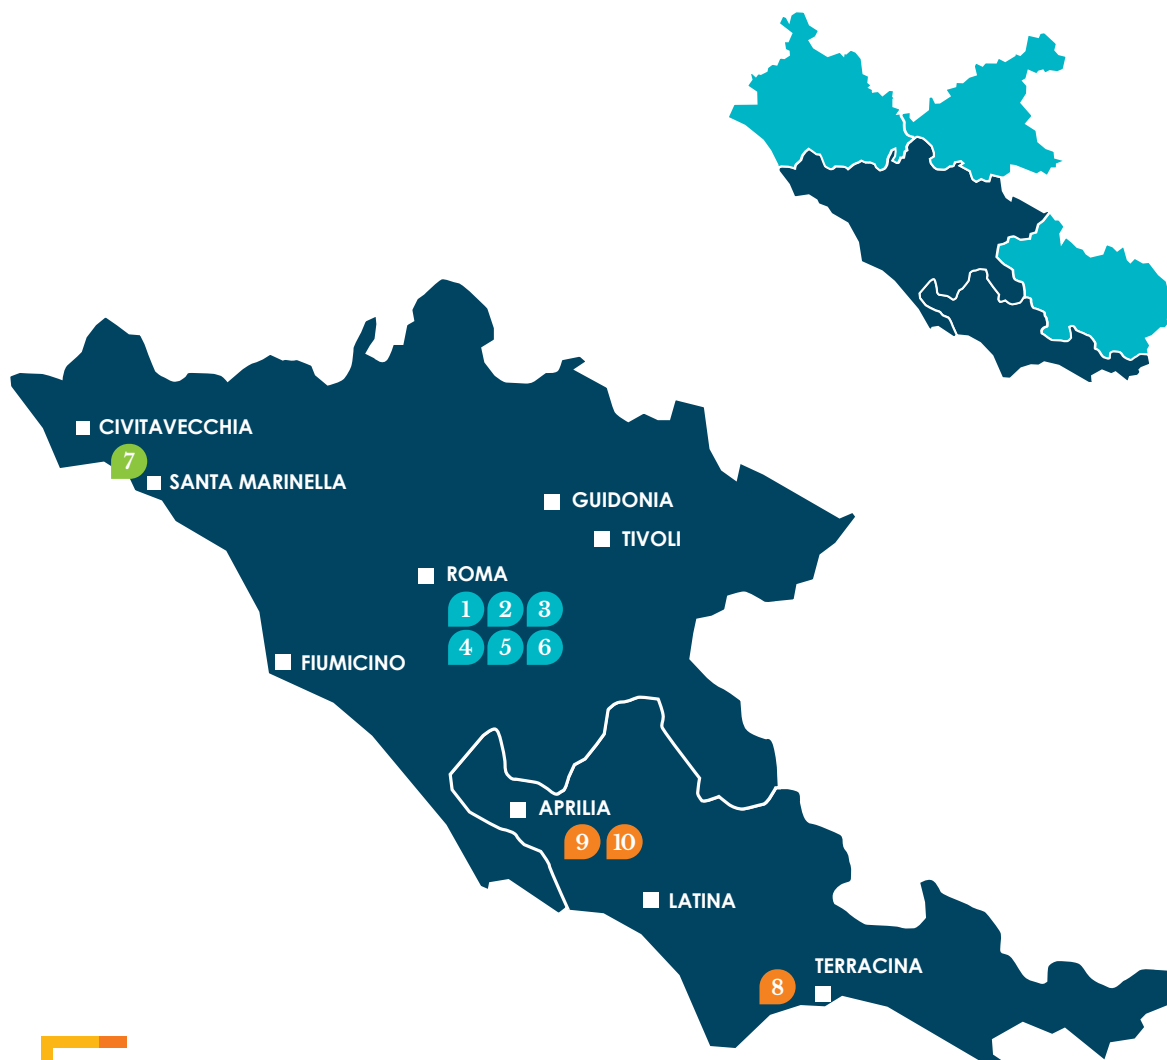 CIVITAVECCHIA
7
SANTA MARINELLA
GUIDONIA
TIVOLI
ROMA
1 2 3
4 5 6
FIUMICINO
APRILIA
9 10
LATINA
TERRACINA
8